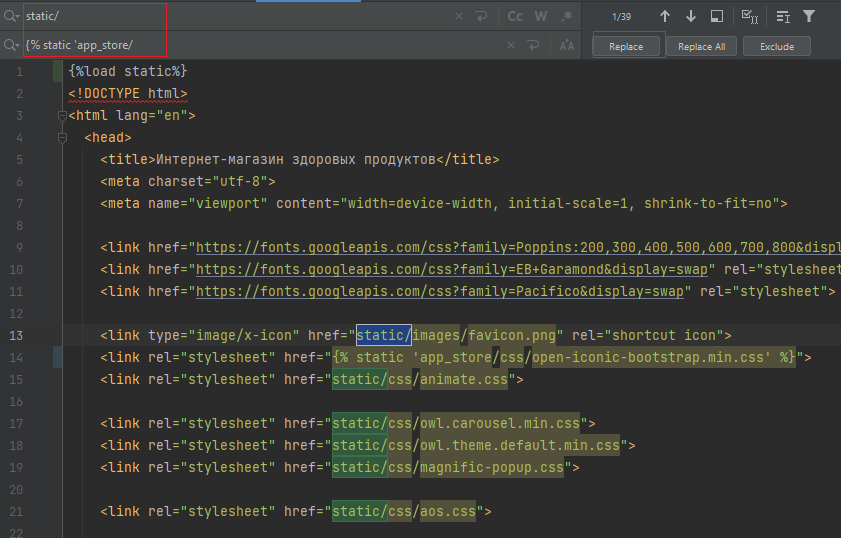 static/
Cc W .*
1/39
{% static 'app_store/
AA
Replace Replace All Exclude
1 {%load static%}
2 <!DOCTYPE html>
3 <html lang="en">
4 <head>
5 <title>Интернет-магазин здоровых продуктов</title>
6 <meta charset="utf-8">
7 <meta name="viewport" content="width=device-width, initial-scale=1, shrink-to-fit=no">
8
9 <link href="https://fonts.googleapis.com/css?family=Poppins:200,300,400,500,600,700,800&displ
10 <link href="https://fonts.googleapis.com/css?family=EB+Garamond&display=swap" rel="stylesheet
11 <link href="https://fonts.googleapis.com/css?family=Pacifico&display=swap" rel="stylesheet">
12
13 <link type="image/x-icon" href="static/images/favicon.png" rel="shortcut icon">
14 <link rel="stylesheet" href="{% static 'app_store/css/open-iconic-bootstrap.min.css' %}">
15 <link rel="stylesheet" href="static/css/animate.css">
16
17 <link rel="stylesheet" href="static/css/owl.carousel.min.css">
18 <link rel="stylesheet" href="static/css/owl.theme.default.min.css">
19 <link rel="stylesheet" href="static/css/magnific-popup.css">
20
21 <link rel="stylesheet" href="static/css/aos.css">
22